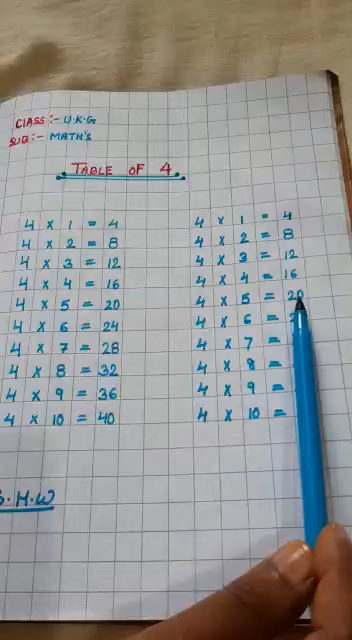 CLASS :- U.K.G
SUB :- MATH'S
TABLE OF 4.
4 x 1 = 4
4 x 2 = 8
4 x 3 = 12
4 x 4 = 16
4 x 5 = 20
4 x 6 = 24
4 x 7 = 28
4 x 8 = 32
4 x 9 = 36
4 x 10 = 40
4 x 1 = 4
4 x 2 = 8
4 x 3 = 12
4 x 4 = 16
4 x 5 = 20
4 x 6 =
4 x 7 =
4 x 8 =
4 x 9 =
4 x 10 =
H.W